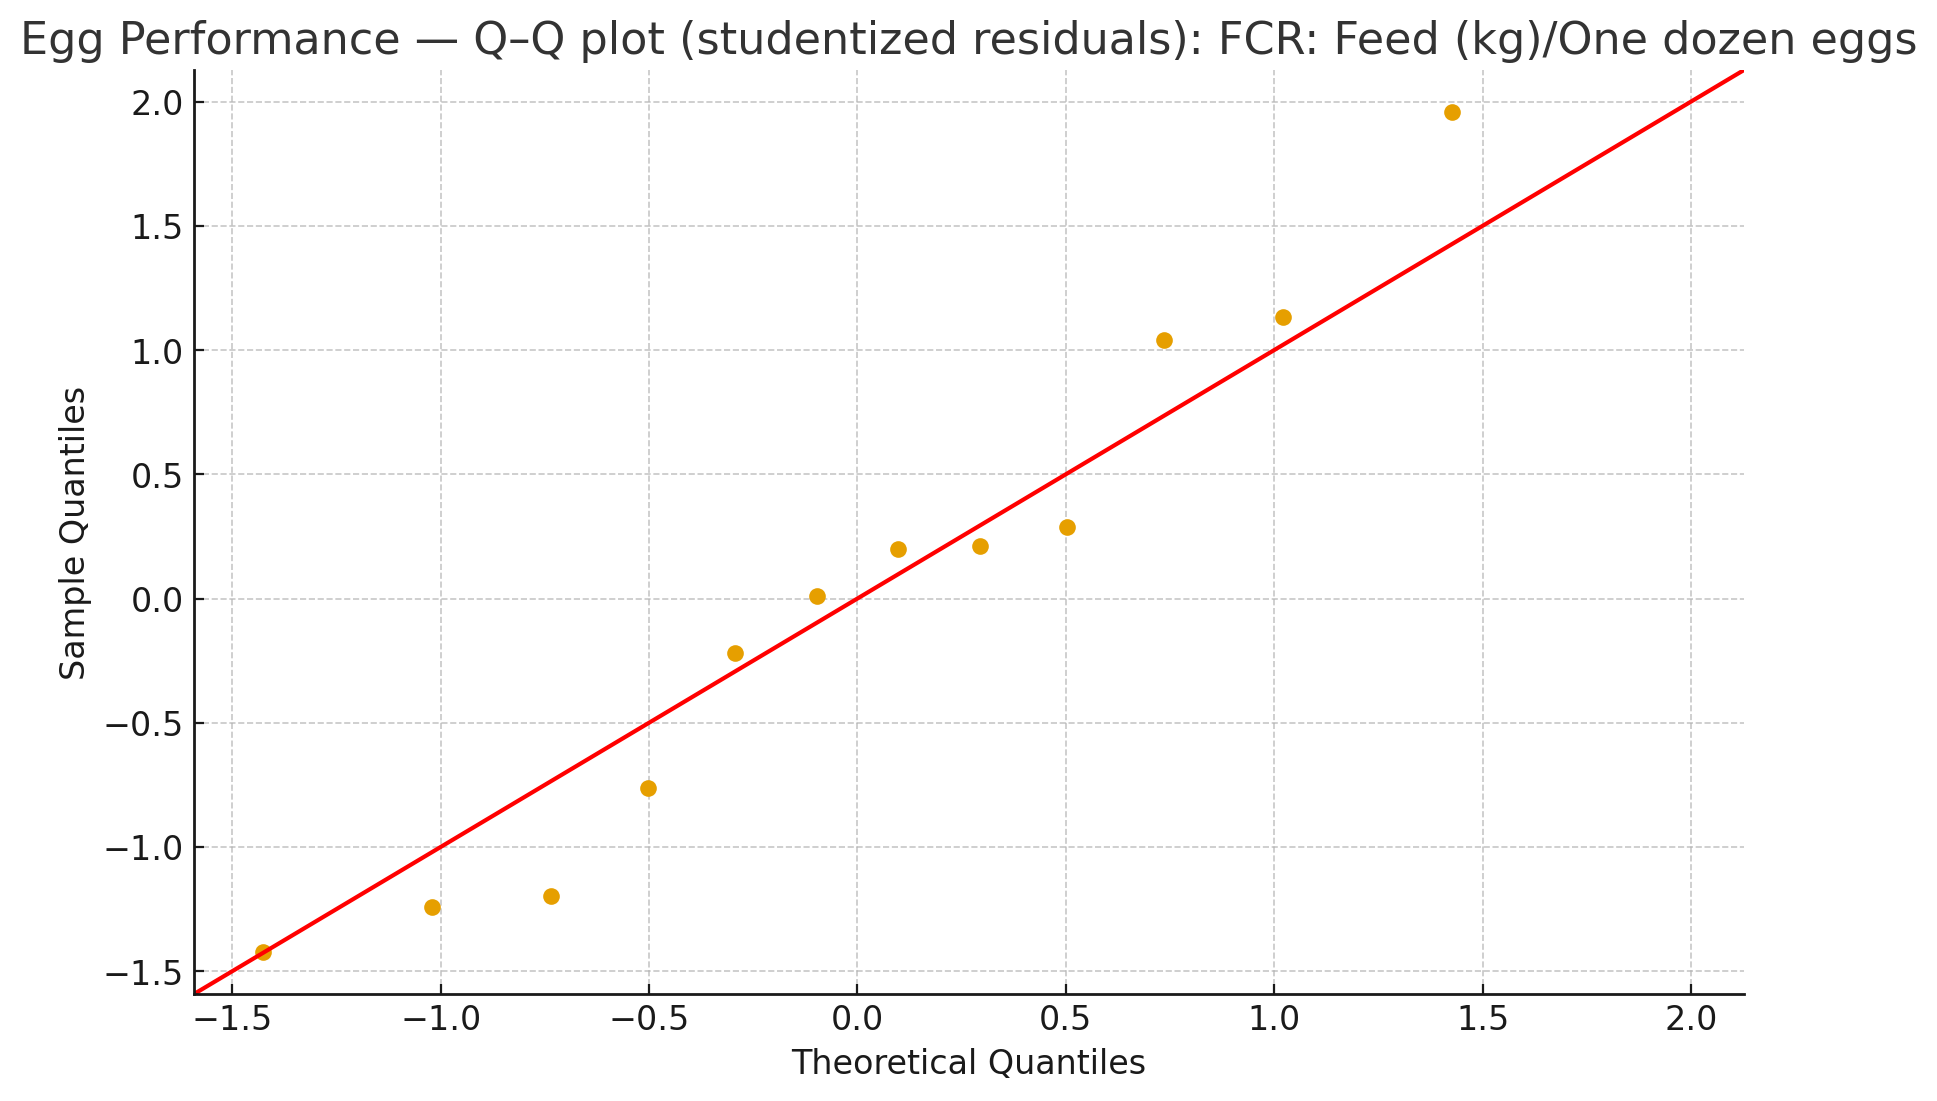 Egg Performance — Q–Q plot (studentized residuals): FCR: Feed (kg)/One dozen eggs
2.0
1.5
1.0
0.5
0.0
−0.5
−1.0
−1.5
Sample Quantiles
−1.5 −1.0 −0.5 0.0 0.5 1.0 1.5 2.0
Theoretical Quantiles